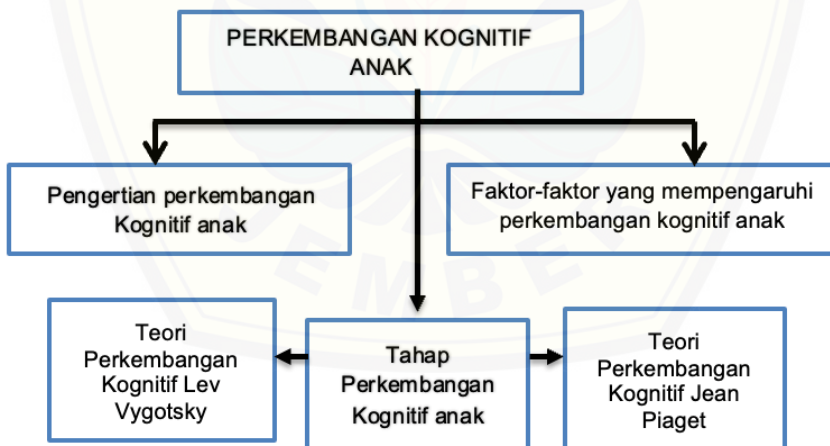 PERKEMBANGAN KOGNITIF
ANAK
Pengertian perkembangan
Kognitif anak
Faktor-faktor yang mempengaruhi
perkembangan kognitif anak
Teori
Perkembangan
Kognitif Lev
Vygotsky
Tahap
Perkembangan
Kognitif anak
Teori
Perkembangan
Kognitif Jean
Piaget
EMBER